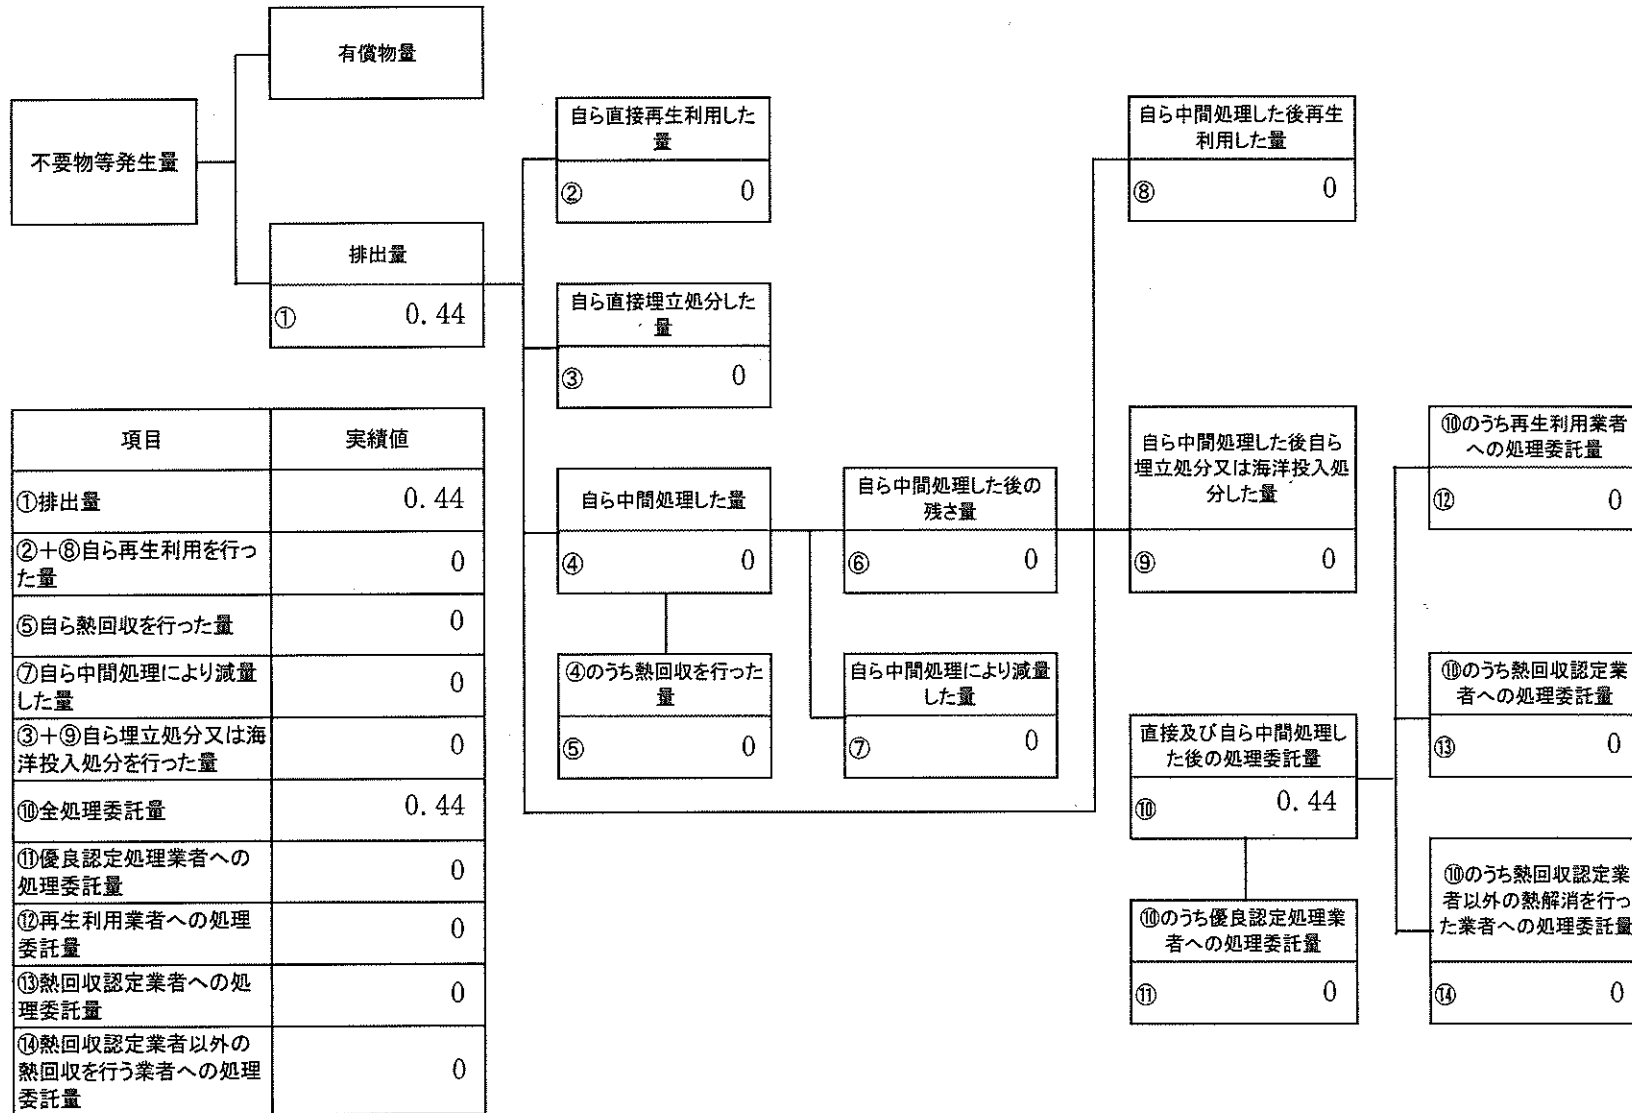 有償物量
不要物等発生量
排出量
① 0.44
自ら直接再生利用した
量
② 0
自ら直接埋立処分した
量
③ 0
自ら中間処理した量
④ 0
④のうち熱回収を行った
量
⑤ 0
自ら中間処理した後の
残さ量
⑥ 0
自ら中間処理により減量
した量
⑦ 0
自ら中間処理した後再生
利用した量
⑧ 0
自ら中間処理した後自ら
埋立処分又は海洋投入処
分した量
⑨ 0
直接及び自ら中間処理し
た後の処理委託量
⑩ 0.44
⑩のうち優良認定処理業
者への処理委託量
⑪ 0
⑩のうち再生利用業者
への処理委託量
⑫ 0
⑩のうち熱回収認定業
者への処理委託量
⑬ 0
⑩のうち熱回収認定業
者以外の熱解消を行っ
た業者への処理委託量
⑭ 0
項目 実績値
①排出量 0.44
②+⑧自ら再生利用を行っ
た量 0
⑤自ら熱回収を行った量 0
⑦自ら中間処理により減量
した量 0
③+⑨自ら埋立処分又は海
洋投入処分を行った量 0
⑩全処理委託量 0.44
⑪優良認定処理業者への
処理委託量 0
⑫再生利用業者への処理
委託量 0
⑬熱回収認定業者への処
理委託量 0
⑭熱回収認定業者以外の
熱回収を行う業者への処理
委託量 0